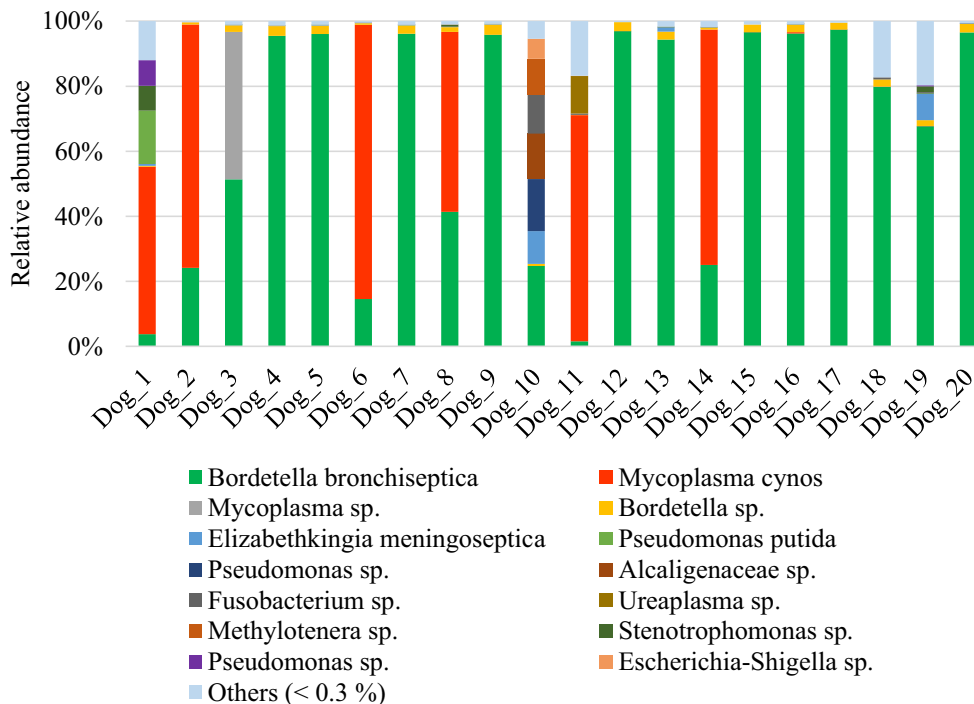 100%
80%
60%
40%
20%
0%
Relative abundance
Dog_1
Dog_2
Dog_3
Dog_4
Dog_5
Dog_6
Dog_7
Dog_8
Dog_9
Dog_10
Dog_11
Dog_12
Dog_13
Dog_14
Dog_15
Dog_16
Dog_17
Dog_18
Dog_19
Dog_20
Bordetella bronchiseptica
Mycoplasma cynos
Mycoplasma sp.
Bordetella sp.
Elizabethkingia meningoseptica
Pseudomonas putida
Pseudomonas sp.
Alcaligenaceae sp.
Fusobacterium sp.
Ureaplasma sp.
Methylotenera sp.
Stenotrophomonas sp.
Pseudomonas sp.
Escherichia-Shigella sp.
Others (< 0.3 %)